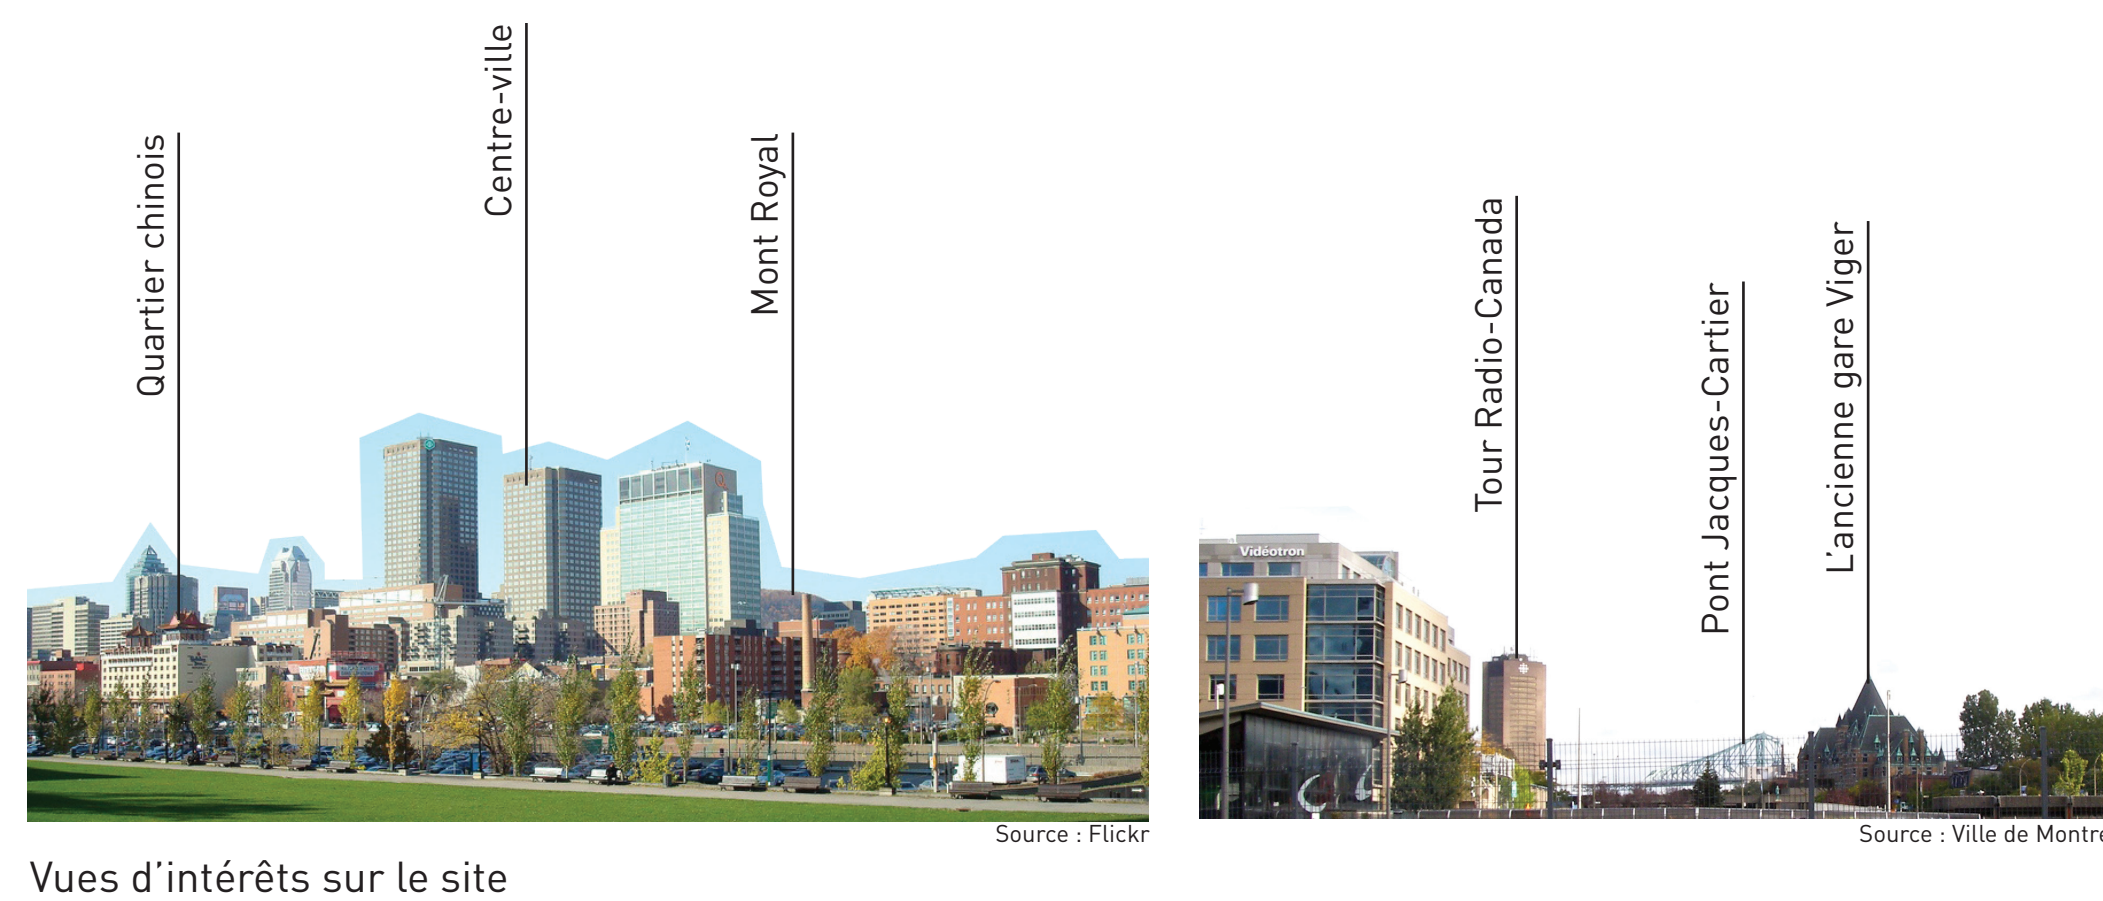 Quartier chinois
Centre-ville
Mont Royal
Tour Radio-Canada
Pont Jacques-Cartier
L'ancienne gare Viger
Vidéotron
Source : Flickr
Source : Ville de Montré
Vues d'intérêts sur le site